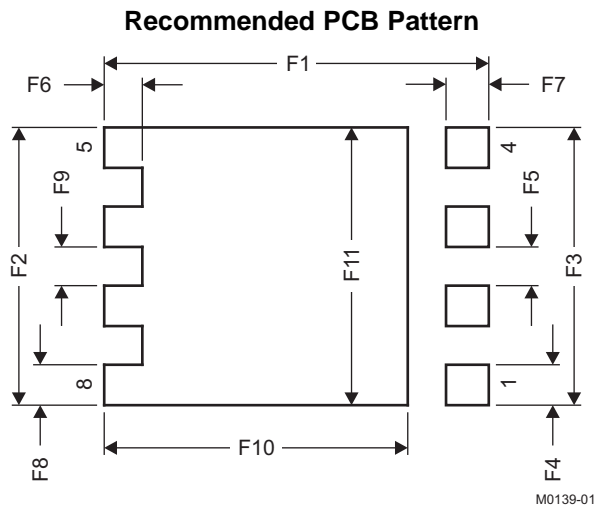 Recommended PCB Pattern
F1
F6
F7
5
4
F9
F5
F2
F11
F3
8
1
F10
F8
F4
M0139-01